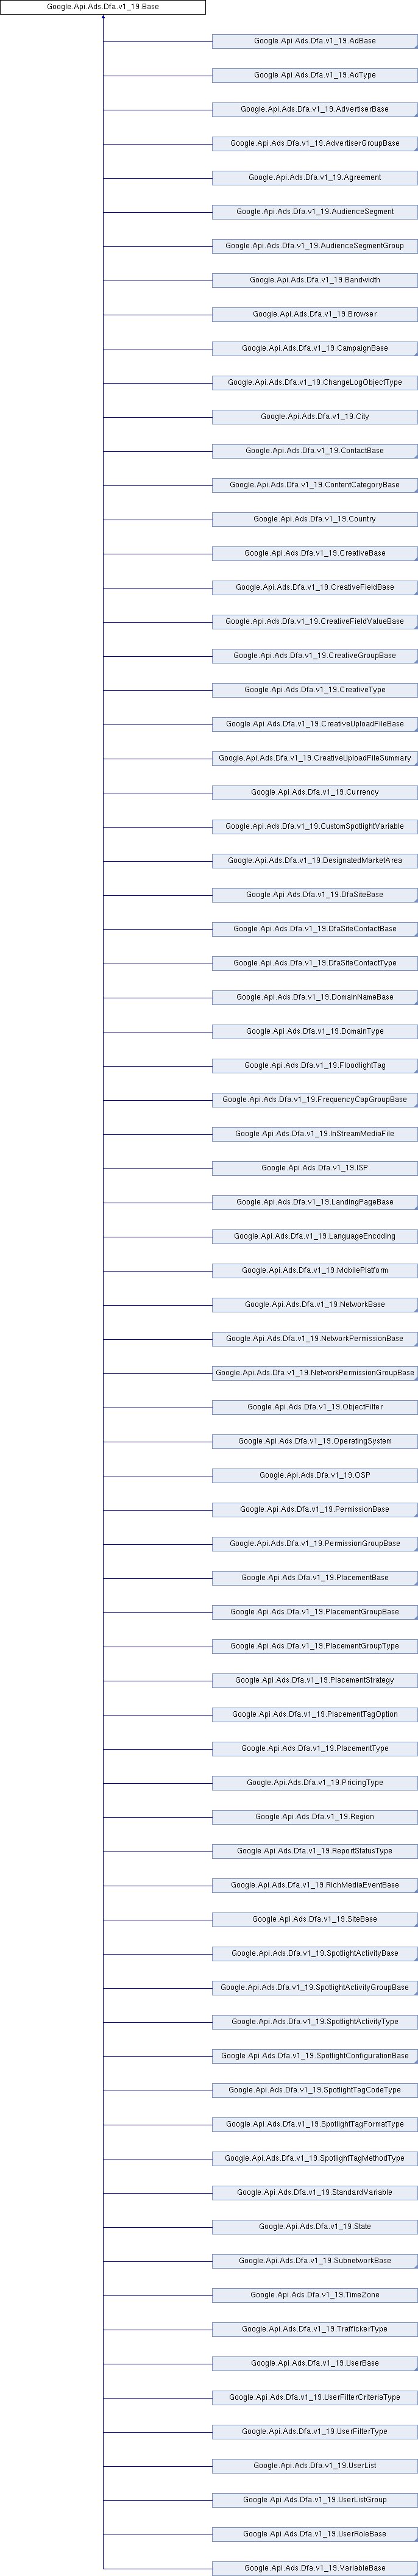 Google.Api.Ads.Dfa.v1_19.Base
Google.Api.Ads.Dfa.v1_19.AdBase
Google.Api.Ads.Dfa.v1_19.AdType
Google.Api.Ads.Dfa.v1_19.AdvertiserBase
Google.Api.Ads.Dfa.v1_19.AdvertiserGroupBase
Google.Api.Ads.Dfa.v1_19.Agreement
Google.Api.Ads.Dfa.v1_19.AudienceSegment
Google.Api.Ads.Dfa.v1_19.AudienceSegmentGroup
Google.Api.Ads.Dfa.v1_19.Bandwidth
Google.Api.Ads.Dfa.v1_19.Browser
Google.Api.Ads.Dfa.v1_19.CampaignBase
Google.Api.Ads.Dfa.v1_19.ChangeLogObjectType
Google.Api.Ads.Dfa.v1_19.City
Google.Api.Ads.Dfa.v1_19.ContactBase
Google.Api.Ads.Dfa.v1_19.ContentCategoryBase
Google.Api.Ads.Dfa.v1_19.Country
Google.Api.Ads.Dfa.v1_19.CreativeBase
Google.Api.Ads.Dfa.v1_19.CreativeFieldBase
Google.Api.Ads.Dfa.v1_19.CreativeFieldValueBase
Google.Api.Ads.Dfa.v1_19.CreativeGroupBase
Google.Api.Ads.Dfa.v1_19.CreativeType
Google.Api.Ads.Dfa.v1_19.CreativeUploadFileBase
Google.Api.Ads.Dfa.v1_19.CreativeUploadFileSummary
Google.Api.Ads.Dfa.v1_19.Currency
Google.Api.Ads.Dfa.v1_19.CustomSpotlightVariable
Google.Api.Ads.Dfa.v1_19.DesignatedMarketArea
Google.Api.Ads.Dfa.v1_19.DfaSiteBase
Google.Api.Ads.Dfa.v1_19.DfaSiteContactBase
Google.Api.Ads.Dfa.v1_19.DfaSiteContactType
Google.Api.Ads.Dfa.v1_19.DomainNameBase
Google.Api.Ads.Dfa.v1_19.DomainType
Google.Api.Ads.Dfa.v1_19.FloodlightTag
Google.Api.Ads.Dfa.v1_19.FrequencyCapGroupBase
Google.Api.Ads.Dfa.v1_19.InStreamMediaFile
Google.Api.Ads.Dfa.v1_19.ISP
Google.Api.Ads.Dfa.v1_19.LandingPageBase
Google.Api.Ads.Dfa.v1_19.LanguageEncoding
Google.Api.Ads.Dfa.v1_19.MobilePlatform
Google.Api.Ads.Dfa.v1_19.NetworkBase
Google.Api.Ads.Dfa.v1_19.NetworkPermissionBase
Google.Api.Ads.Dfa.v1_19.NetworkPermissionGroupBase
Google.Api.Ads.Dfa.v1_19.ObjectFilter
Google.Api.Ads.Dfa.v1_19.OperatingSystem
Google.Api.Ads.Dfa.v1_19.OSP
Google.Api.Ads.Dfa.v1_19.PermissionBase
Google.Api.Ads.Dfa.v1_19.PermissionGroupBase
Google.Api.Ads.Dfa.v1_19.PlacementBase
Google.Api.Ads.Dfa.v1_19.PlacementGroupBase
Google.Api.Ads.Dfa.v1_19.PlacementGroupType
Google.Api.Ads.Dfa.v1_19.PlacementStrategy
Google.Api.Ads.Dfa.v1_19.PlacementTagOption
Google.Api.Ads.Dfa.v1_19.PlacementType
Google.Api.Ads.Dfa.v1_19.PricingType
Google.Api.Ads.Dfa.v1_19.Region
Google.Api.Ads.Dfa.v1_19.ReportStatusType
Google.Api.Ads.Dfa.v1_19.RichMediaEventBase
Google.Api.Ads.Dfa.v1_19.SiteBase
Google.Api.Ads.Dfa.v1_19.SpotlightActivityBase
Google.Api.Ads.Dfa.v1_19.SpotlightActivityGroupBase
Google.Api.Ads.Dfa.v1_19.SpotlightActivityType
Google.Api.Ads.Dfa.v1_19.SpotlightConfigurationBase
Google.Api.Ads.Dfa.v1_19.SpotlightTagCodeType
Google.Api.Ads.Dfa.v1_19.SpotlightTagFormatType
Google.Api.Ads.Dfa.v1_19.SpotlightTagMethodType
Google.Api.Ads.Dfa.v1_19.StandardVariable
Google.Api.Ads.Dfa.v1_19.State
Google.Api.Ads.Dfa.v1_19.SubnetworkBase
Google.Api.Ads.Dfa.v1_19.TimeZone
Google.Api.Ads.Dfa.v1_19.TraffickerType
Google.Api.Ads.Dfa.v1_19.UserBase
Google.Api.Ads.Dfa.v1_19.UserFilterCriteriaType
Google.Api.Ads.Dfa.v1_19.UserFilterType
Google.Api.Ads.Dfa.v1_19.UserList
Google.Api.Ads.Dfa.v1_19.UserListGroup
Google.Api.Ads.Dfa.v1_19.UserRoleBase
Google.Api.Ads.Dfa.v1_19.VariableBase